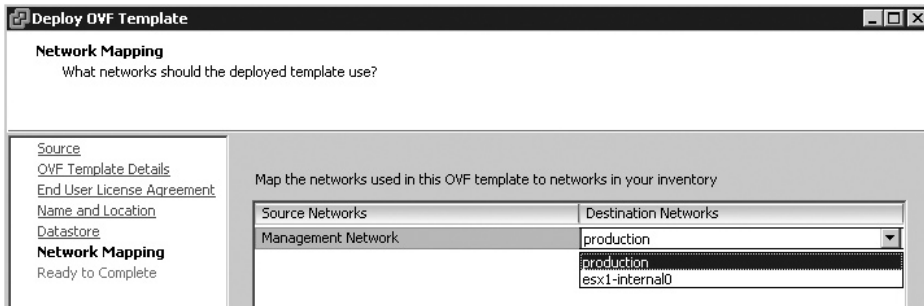 Deploy OVF Template
Network Mapping
What networks should the deployed template use?
Source
OVF Template Details
End User License Agreement
Name and Location
Datastore
Network Mapping
Ready to Complete
Map the networks used in this OVF template to networks in your inventory
Source Networks Destination Networks
Management Network production
production
esx1-internal0